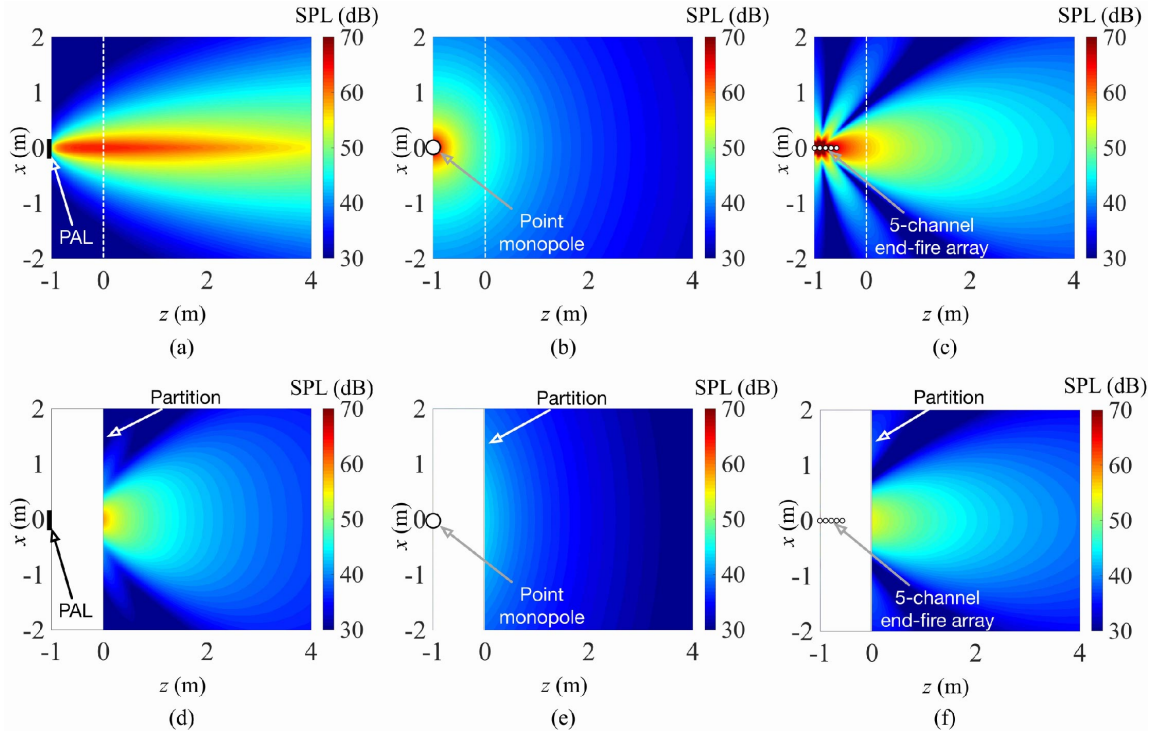 SPL (dB)
SPL (dB)
SPL (dB)
2
1
0
-1
-2
x (m)
PAL
-1
0
2
4
z (m)
70
60
50
40
30
(a)
2
1
0
-1
-2
x (m)
Point
monopole
-1
0
2
4
z (m)
70
60
50
40
30
(b)
2
1
0
-1
-2
x (m)
5-channel
end-fire array
-1
0
2
4
z (m)
70
60
50
40
30
(c)
Partition
SPL (dB)
2
1
0
-1
-2
x (m)
PAL
-1
0
2
4
z (m)
70
60
50
40
30
(d)
Partition
SPL (dB)
2
1
0
-1
-2
x (m)
Point
monopole
-1
0
2
4
z (m)
70
60
50
40
30
(e)
Partition
SPL (dB)
2
1
0
-1
-2
x (m)
5-channel
end-fire array
-1
0
2
4
z (m)
70
60
50
40
30
(f)